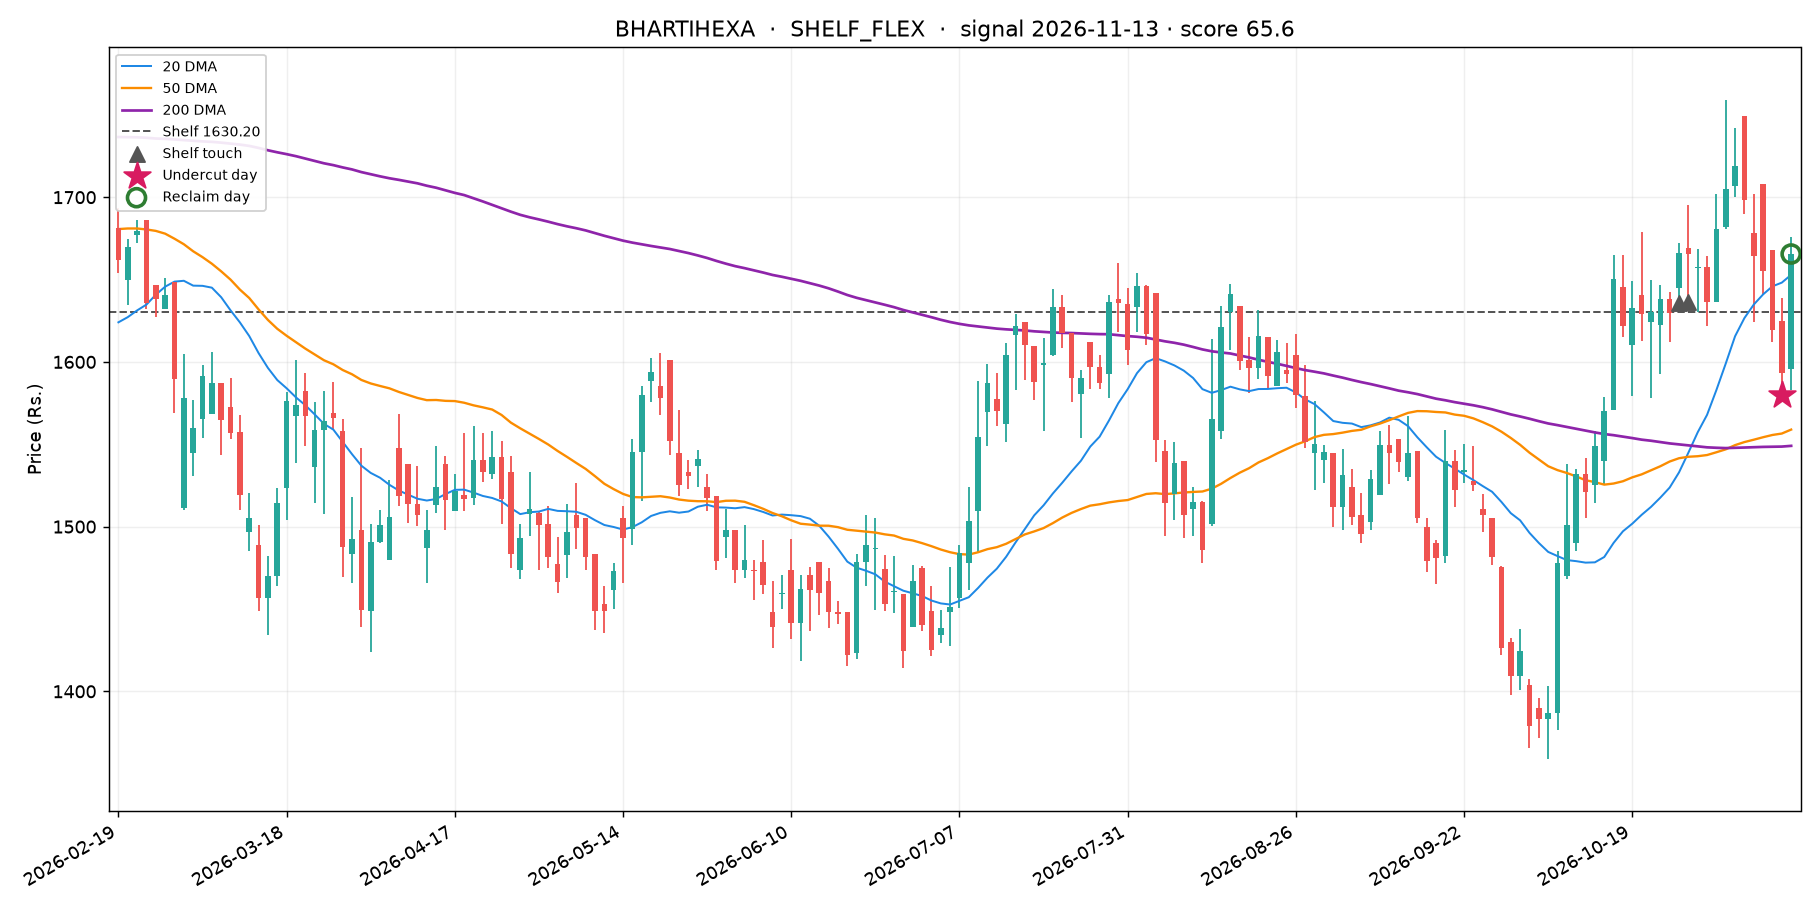 BHARTIHEXA · SHELF_FLEX · signal 2026-11-13 · score 65.6
20 DMA
50 DMA
200 DMA
Shelf 1630.20
Shelf touch
Undercut day
Reclaim day
Price (Rs.)
1700
1600
1500
1400
2026-02-19
2026-03-18
2026-04-17
2026-05-14
2026-06-10
2026-07-07
2026-07-31
2026-08-26
2026-09-22
2026-10-19